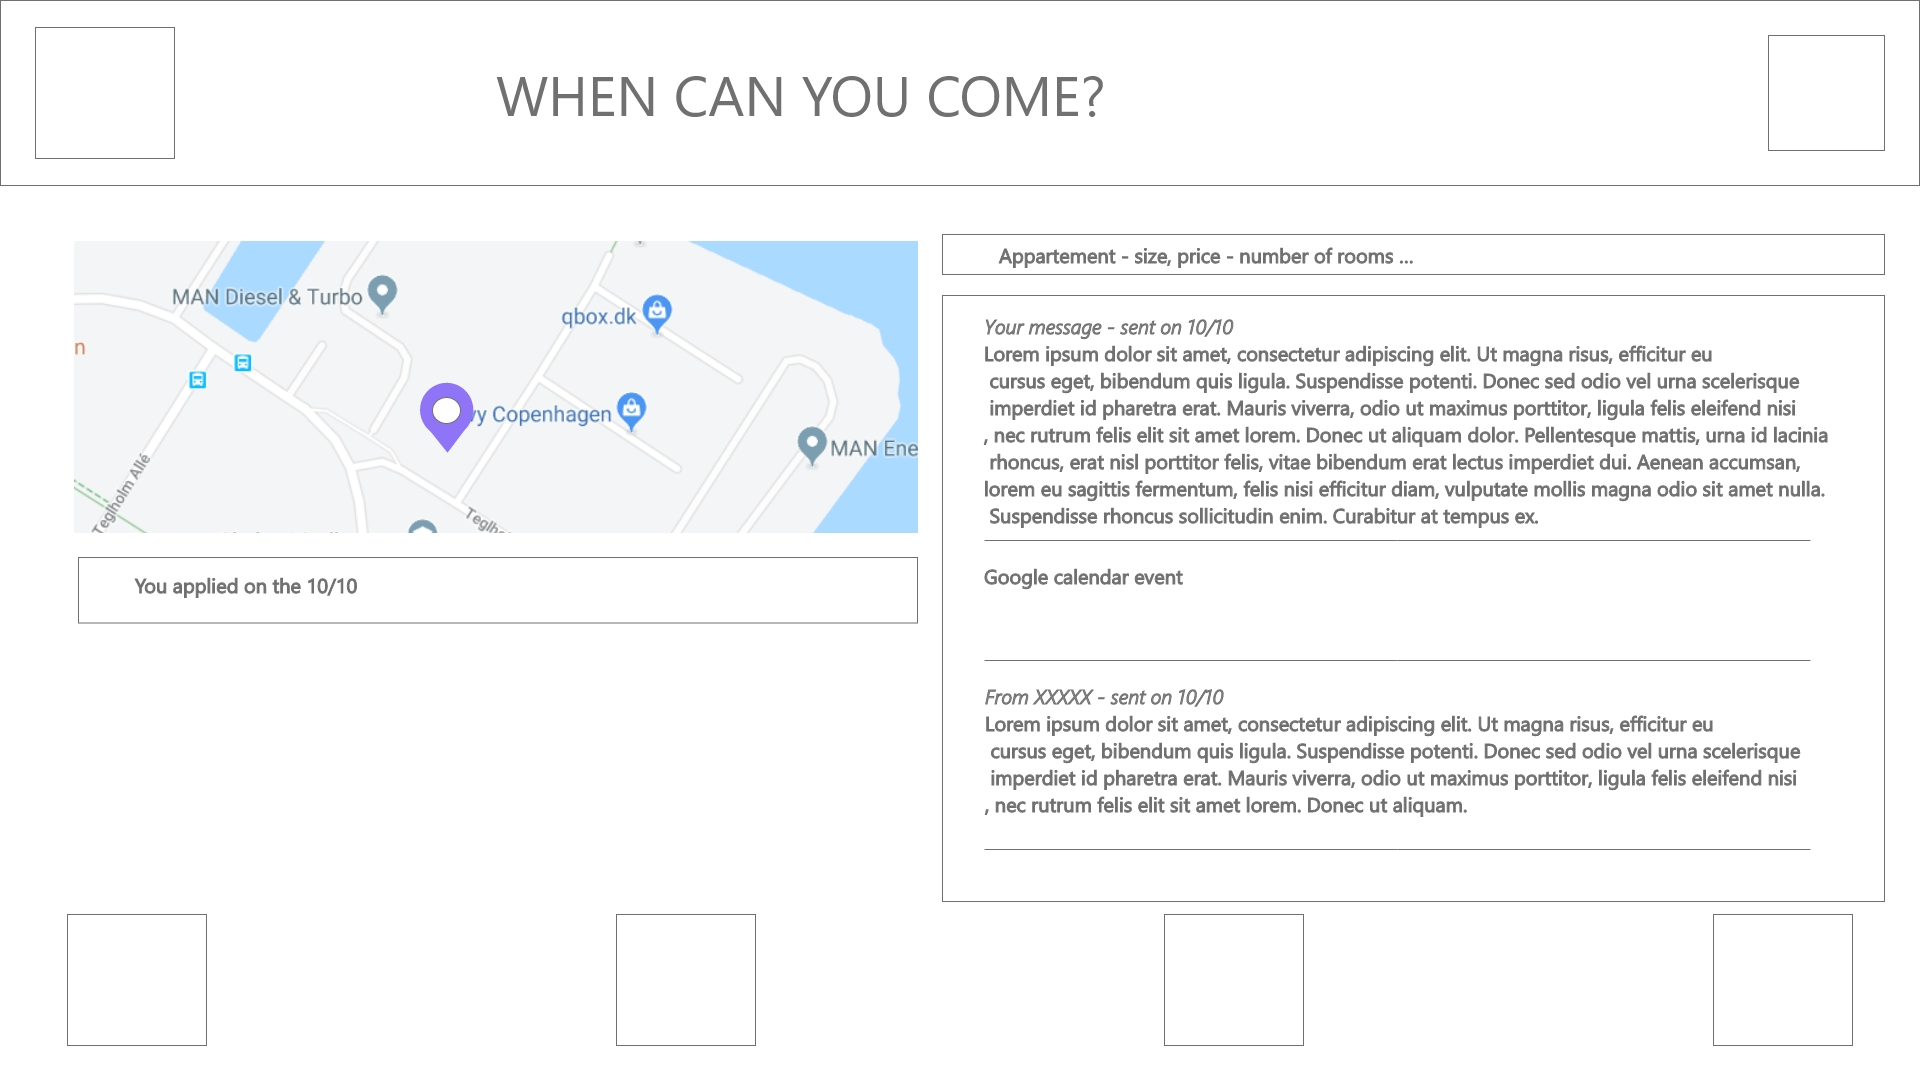 WHEN CAN YOU COME?
MAN Diesel & Turbo
qbox.dk
n
vy Copenhagen
MAN Ene
Teglholm Allé
Teglho
You applied on the 10/10
Appartement - size, price - number of rooms ...
Your message - sent on 10/10
Lorem ipsum dolor sit amet, consectetur adipiscing elit. Ut magna risus, efficitur eu
cursus eget, bibendum quis ligula. Suspendisse potenti. Donec sed odio vel urna scelerisque
imperdiet id pharetra erat. Mauris viverra, odio ut maximus porttitor, ligula felis eleifend nisi
, nec rutrum felis elit sit amet lorem. Donec ut aliquam dolor. Pellentesque mattis, urna id lacinia
rhoncus, erat nisl porttitor felis, vitae bibendum erat lectus imperdiet dui. Aenean accumsan,
lorem eu sagittis fermentum, felis nisi efficitur diam, vulputate mollis magna odio sit amet nulla.
Suspendisse rhoncus sollicitudin enim. Curabitur at tempus ex.
Google calendar event
From XXXXX - sent on 10/10
Lorem ipsum dolor sit amet, consectetur adipiscing elit. Ut magna risus, efficitur eu
cursus eget, bibendum quis ligula. Suspendisse potenti. Donec sed odio vel urna scelerisque
imperdiet id pharetra erat. Mauris viverra, odio ut maximus porttitor, ligula felis eleifend nisi
, nec rutrum felis elit sit amet lorem. Donec ut aliquam.